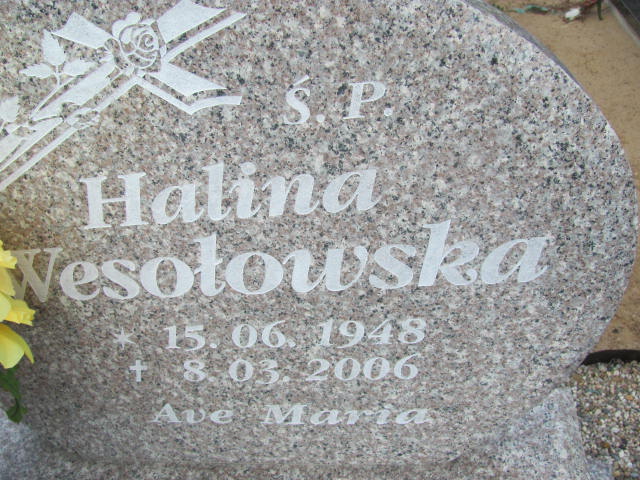 Ś. P.
Halina
Wesołowska
* 15. 06. 1948
✝ 8. 03. 2006
Ave Maria